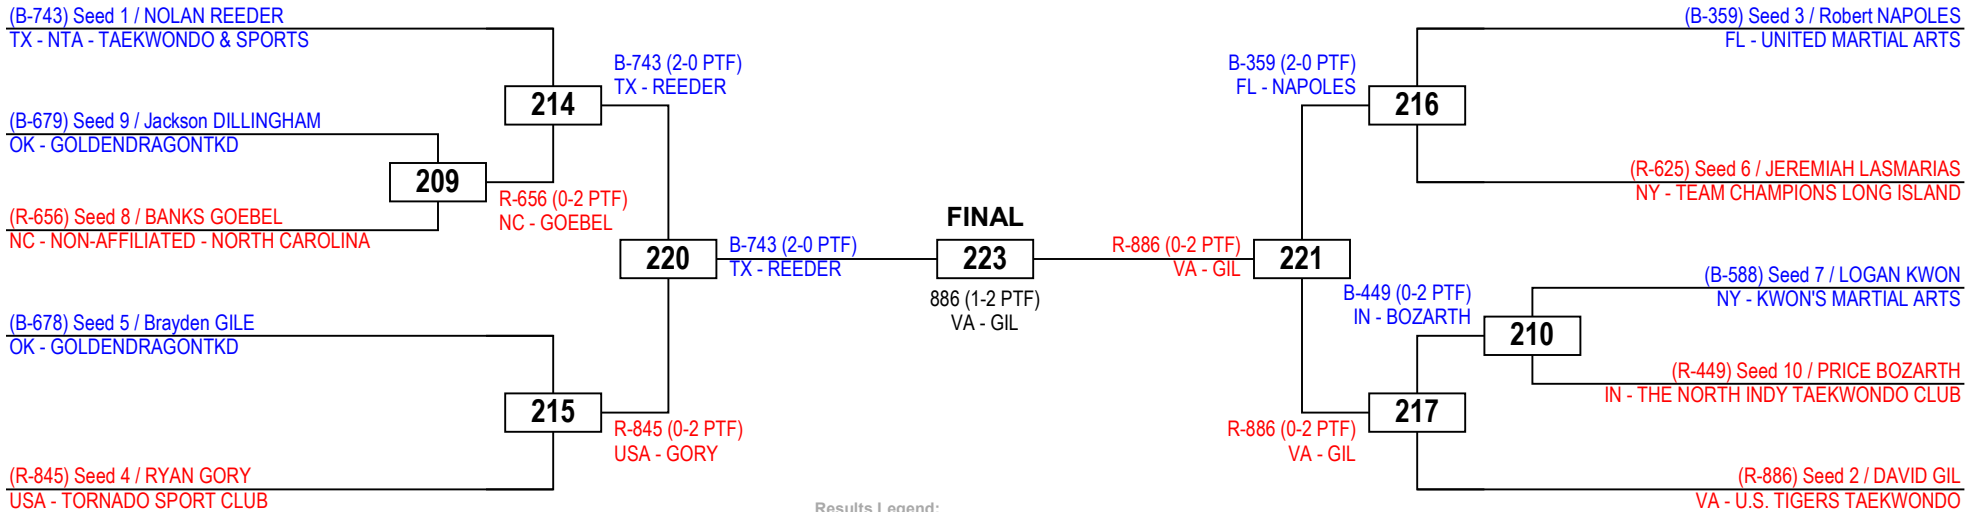 (B-743) Seed 1 / NOLAN REEDER
TX - NTA - TAEKWONDO & SPORTS
B-743 (2-0 PTF)
TX - REEDER
214
(B-679) Seed 9 / Jackson DILLINGHAM
OK - GOLDENDRAGONTKD
209
R-656 (0-2 PTF)
NC - GOEBEL
(R-656) Seed 8 / BANKS GOEBEL
NC - NON-AFFILIATED - NORTH CAROLINA
220
B-743 (2-0 PTF)
TX - REEDER
(B-678) Seed 5 / Brayden GILE
OK - GOLDENDRAGONTKD
215
R-845 (0-2 PTF)
USA - GORY
(R-845) Seed 4 / RYAN GORY
USA - TORNADO SPORT CLUB
FINAL
223
886 (1-2 PTF)
VA - GIL
(B-359) Seed 3 / Robert NAPOLES
FL - UNITED MARTIAL ARTS
B-359 (2-0 PTF)
FL - NAPOLES
216
(R-625) Seed 6 / JEREMIAH LASMARIAS
NY - TEAM CHAMPIONS LONG ISLAND
R-886 (0-2 PTF)
VA - GIL
221
(B-588) Seed 7 / LOGAN KWON
NY - KWON'S MARTIAL ARTS
B-449 (0-2 PTF)
IN - BOZARTH
210
(R-449) Seed 10 / PRICE BOZARTH
IN - THE NORTH INDY TAEKWONDO CLUB
217
R-886 (0-2 PTF)
VA - GIL
(R-886) Seed 2 / DAVID GIL
VA - U.S. TIGERS TAEKWONDO
Results Legend: